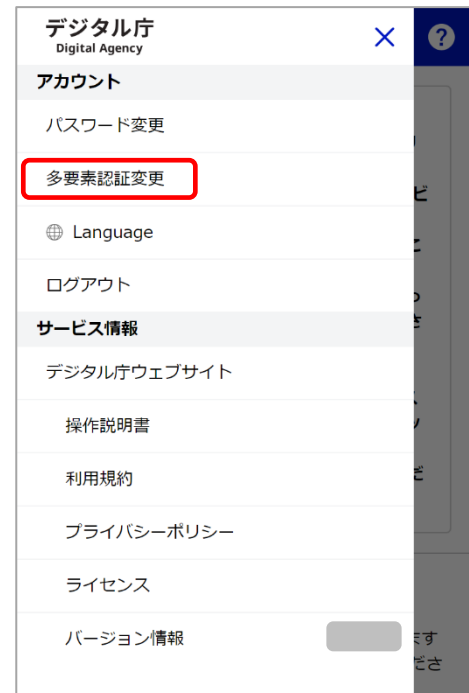 デジタル庁
Digital Agency
アカウント
パスワード変更
多要素認証変更
Language
ログアウト
サービス情報
デジタル庁ウェブサイト
操作説明書
利用規約
プライバシーポリシー
ライセンス
バージョン情報